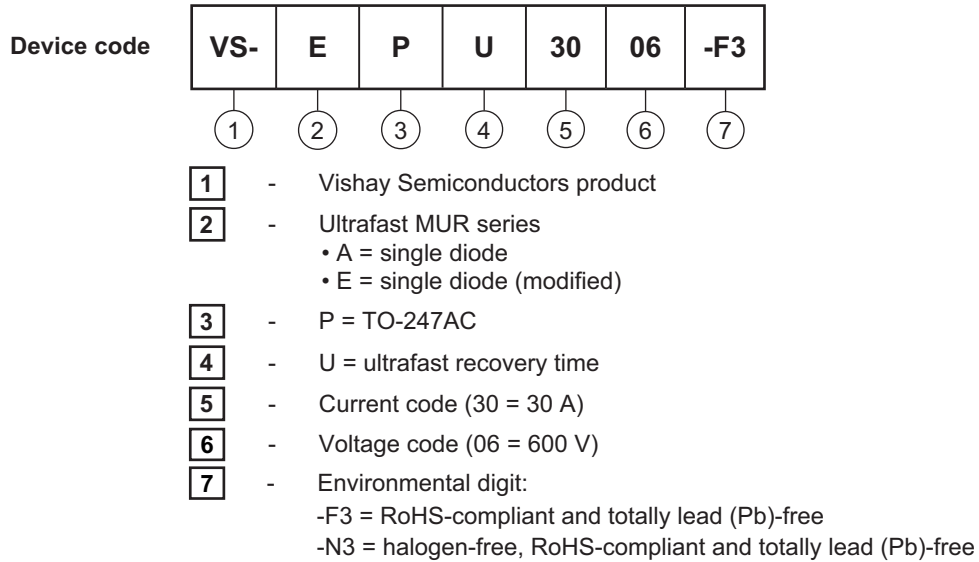 Device code VS- E P U 30 06 -F3
1 2 3 4 5 6 7
1 - Vishay Semiconductors product
2 - Ultrafast MUR series
• A = single diode
• E = single diode (modified)
3 - P = TO-247AC
4 - U = ultrafast recovery time
5 - Current code (30 = 30 A)
6 - Voltage code (06 = 600 V)
7 - Environmental digit:
-F3 = RoHS-compliant and totally lead (Pb)-free
-N3 = halogen-free, RoHS-compliant and totally lead (Pb)-free